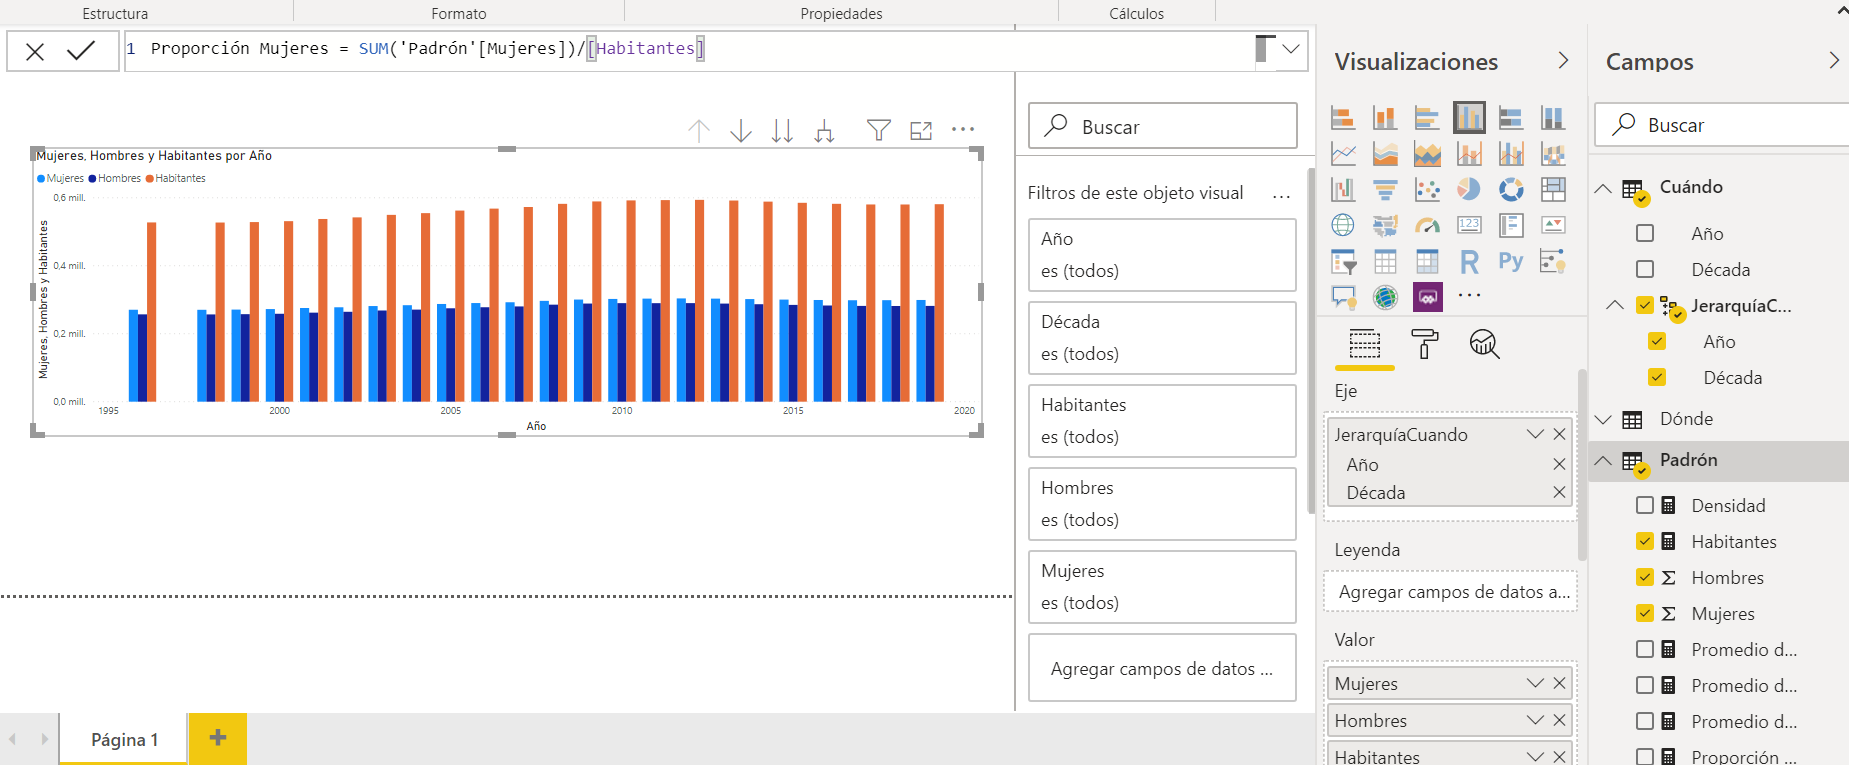 Estructura
Formato
Propiedades
Cálculos
1 Proporción Mujeres = SUM('Padrón'[Mujeres])/[Habitantes]
Mujeres, Hombres y Habitantes por Año
Mujeres Hombres Habitantes
Mujeres, Hombres y Habitantes
0,6 mill.
0,4 mill.
0,2 mill.
0,0 mill.
1995 2000 2005 2010 2015 2020
Año
Página 1
Buscar
Filtros de este objeto visual ...
Año
es (todos)
Década
es (todos)
Habitantes
es (todos)
Hombres
es (todos)
Mujeres
es (todos)
Agregar campos de datos ...
Visualizaciones
123
R Py
Eje
JerarquíaCuando
Año
Década
Leyenda
Agregar campos de datos a...
Valor
Mujeres
Hombres
Habitantes
Campos
Buscar
Cuándo
Año
Década
JerarquíaC...
Año
Década
Dónde
Padrón
Densidad
Habitantes
Hombres
Mujeres
Promedio d...
Promedio d...
Promedio d...
Proporción ...